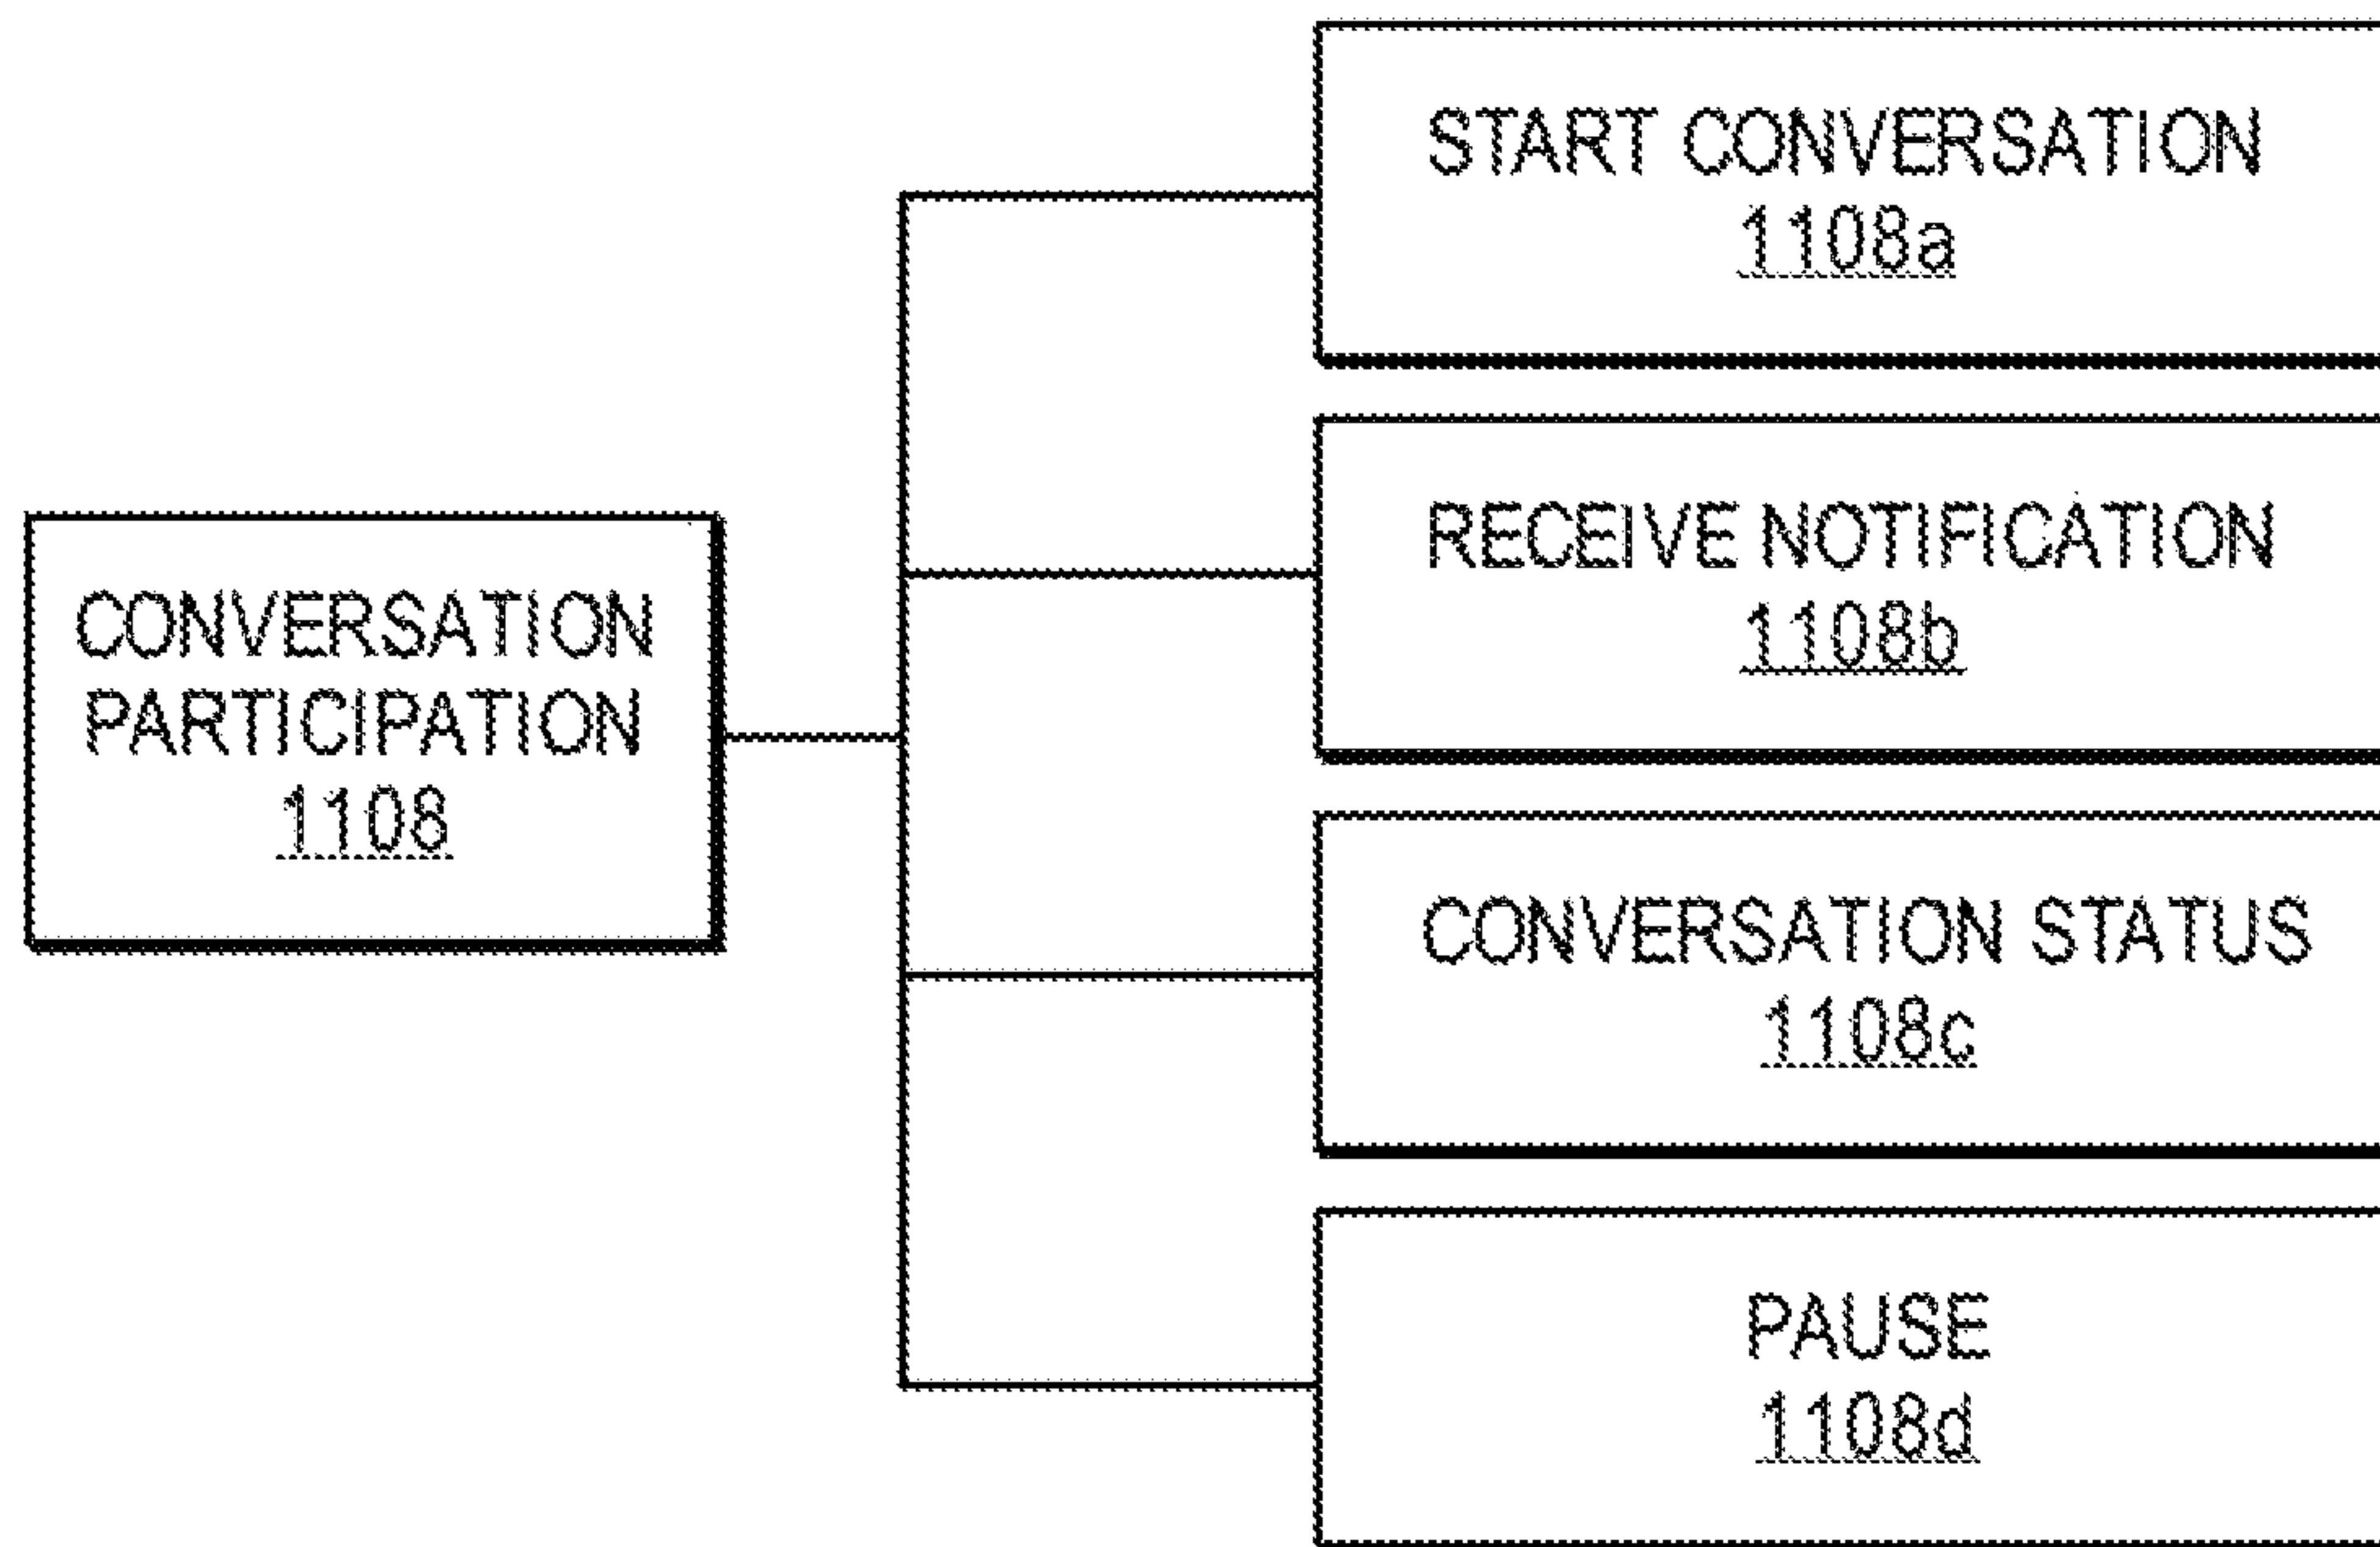 START CONVERSATION
1108a
RECEIVE NOTIFICATION
1108b
CONVERSATION
PARTICIPATION
1108
CONVERSATION STATUS
1108c
PAUSE
1108d